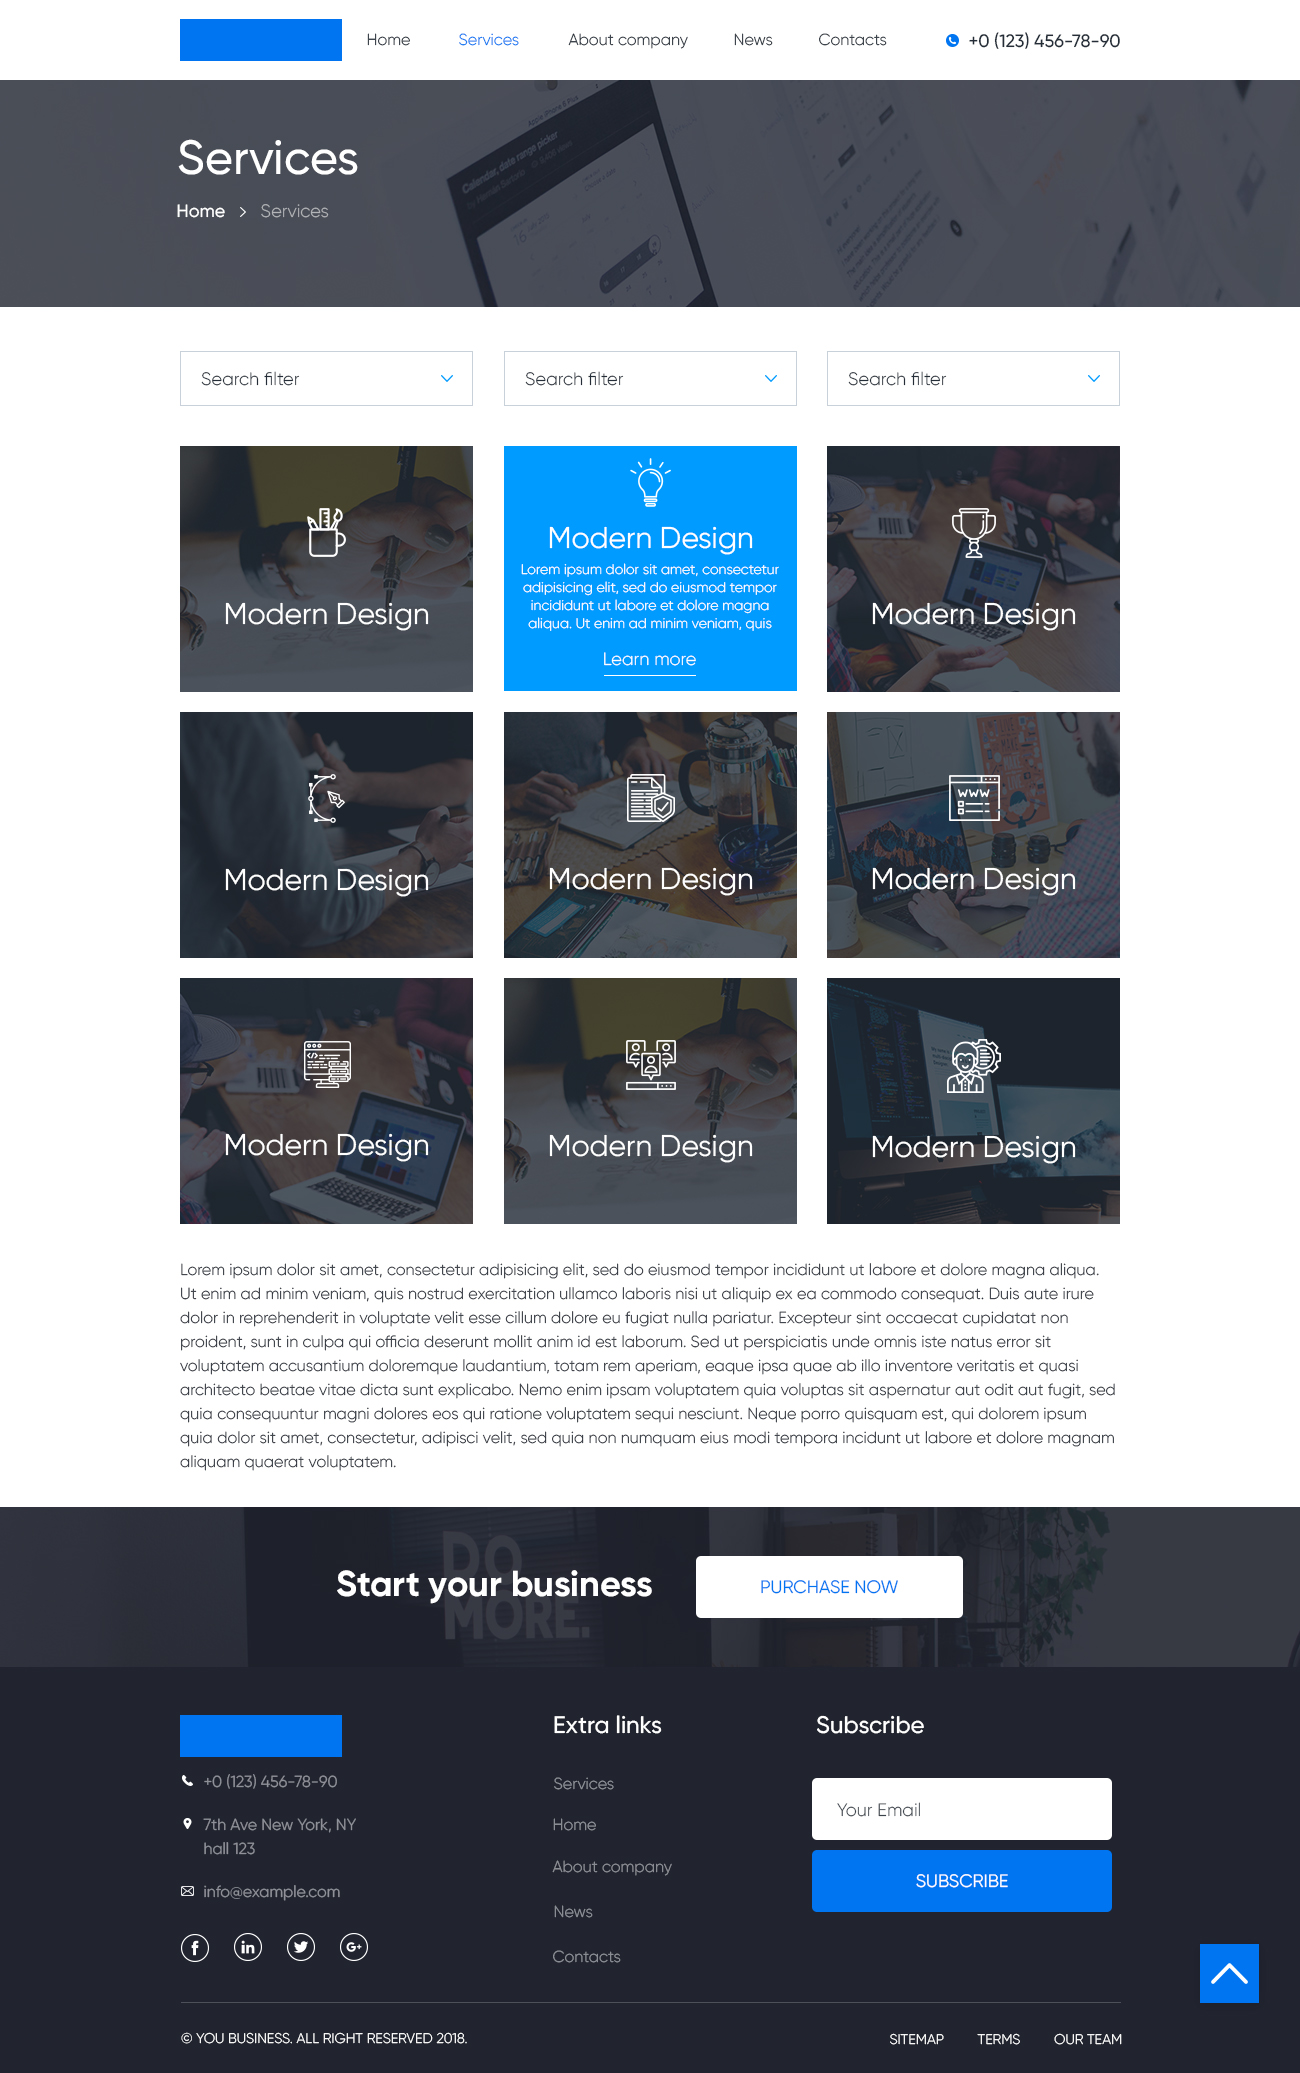 Home Services About company News Contacts +0 (123) 456-78-90
Apple iPhone 8 Plus
Calendar, date range picker
Services
Home > Services
Search filter Search filter Search filter
Modern Design
Modern Design
Lorem ipsum dolor sit amet, consectetur
adipisicing elit, sed do eiusmod tempor
incididunt ut labore et dolore magna
aliqua. Ut enim ad minim veniam, quis
Learn more
Modern Design
Modern Design
Modern Design
WWW
Modern Design
Modern Design
Modern Design
Modern Design
Lorem ipsum dolor sit amet, consectetur adipisicing elit, sed do eiusmod tempor incididunt ut labore et dolore magna aliqua.
Ut enim ad minim veniam, quis nostrud exercitation ullamco laboris nisi ut aliquip ex ea commodo consequat. Duis aute irure
dolor in reprehenderit in voluptate velit esse cillum dolore eu fugiat nulla pariatur. Excepteur sint occaecat cupidatat non
proident, sunt in culpa qui officia deserunt mollit anim id est laborum. Sed ut perspiciatis unde omnis iste natus error sit
voluptatem accusantium doloremque laudantium, totam rem aperiam, eaque ipsa quae ab illo inventore veritatis et quasi
architecto beatae vitae dicta sunt explicabo. Nemo enim ipsam voluptatem quia voluptas sit aspernatur aut odit aut fugit, sed
quia consequuntur magni dolores eos qui ratione voluptatem sequi nesciunt. Neque porro quisquam est, qui dolorem ipsum
quia dolor sit amet, consectetur, adipisci velit, sed quia non numquam eius modi tempora incidunt ut labore et dolore magnam
aliquam quaerat voluptatem.
DO
MORE.
Start your business
PURCHASE NOW
+0 (123) 456-78-90
7th Ave New York, NY
hall 123
info@example.com
f in G+
Extra links
Services
Home
About company
News
Contacts
Subscribe
Your Email
SUBSCRIBE
© YOU BUSINESS. ALL RIGHT RESERVED 2018.
SITEMAP TERMS OUR TEAM